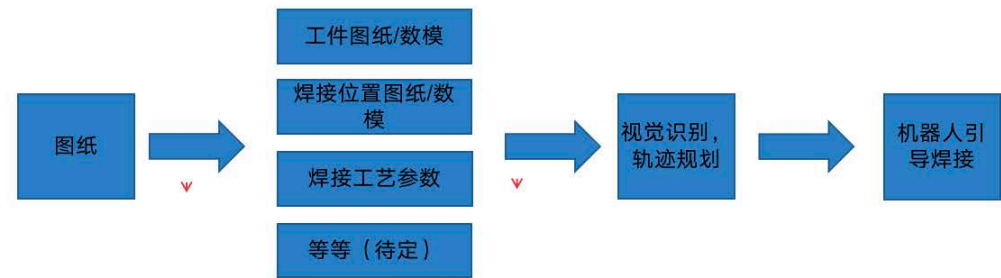 图纸
工件图纸/数模
焊接位置图纸/数
模
焊接工艺参数
等等（待定）
视觉识别，
轨迹规划
机器人引
导焊接